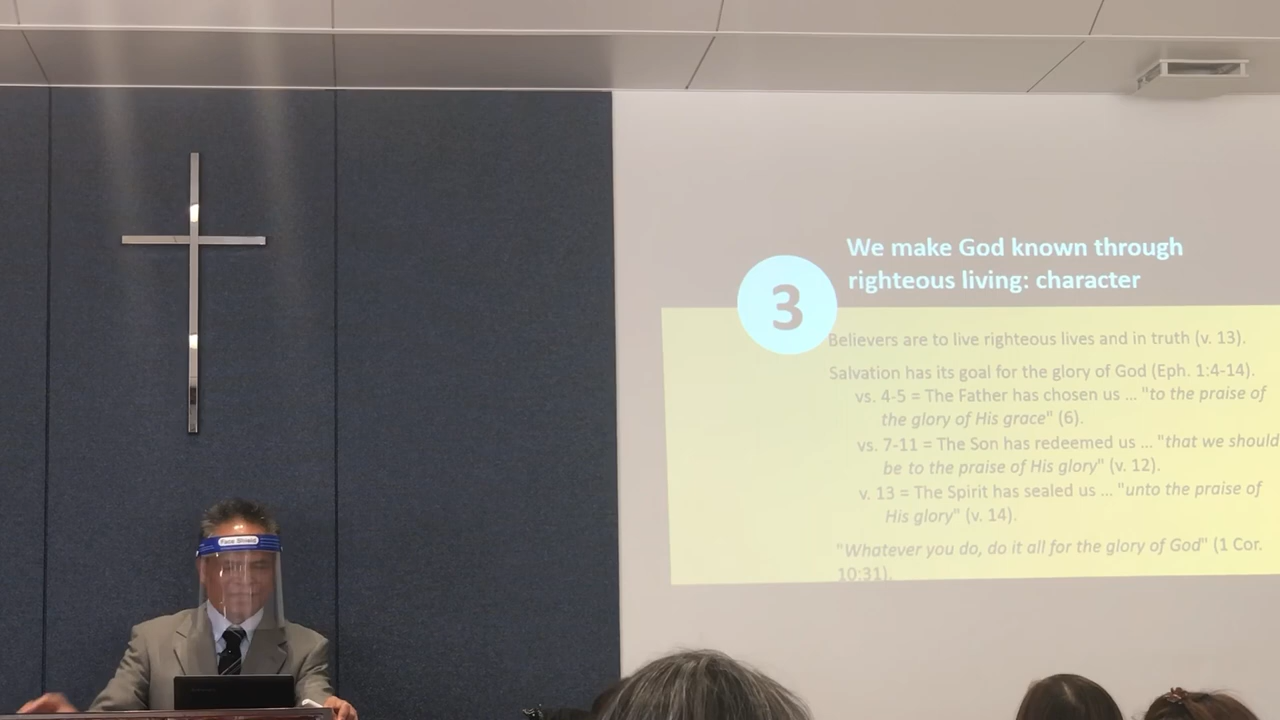 We make God known through
righteous living: character
3
Believers are to live righteous lives and in truth (v. 13).
Salvation has its goal for the glory of God (Eph. 1:4-14).
vs. 4-5 = The Father has chosen us ... "to the praise of
the glory of His grace" (6).
vs. 7-11 = The Son has redeemed us ... "that we should
be to the praise of His glory" (v. 12).
v. 13 = The Spirit has sealed us ... "unto the praise of
His glory" (v. 14).
"Whatever you do, do it all for the glory of God" (1 Cor.
10:31).
Face Shield